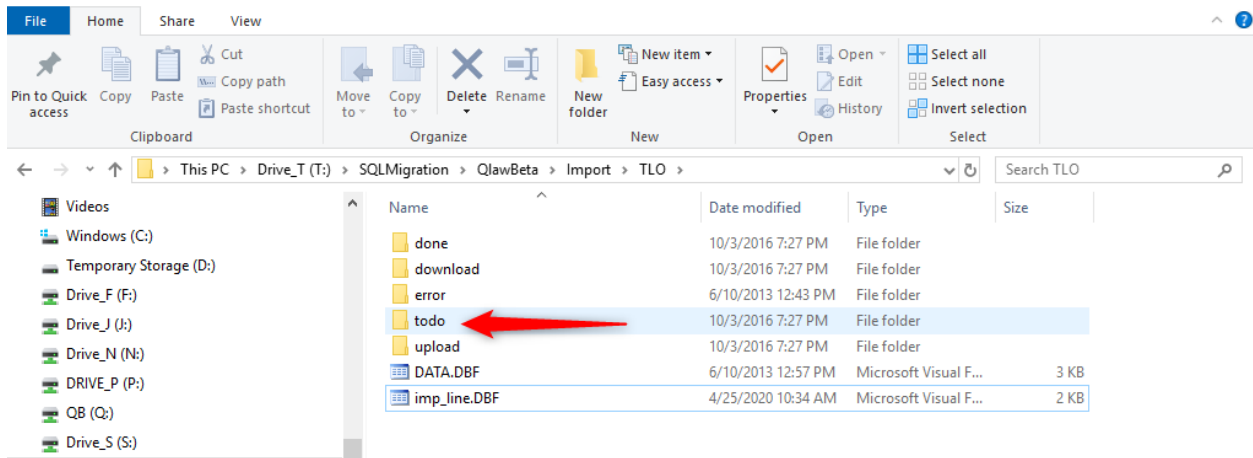 File Home Share View
Pin to Quick access
Copy
Paste
Cut
Copy path
Paste shortcut
Clipboard
Move to
Copy to
Delete
Rename
Organize
New folder
New item
Easy access
New
Properties
Open
Edit
History
Open
Select all
Select none
Invert selection
Select
This PC > Drive_T (T:) > SQLMigration > QlawBeta > Import > TLO >
Search TLO
Videos
Windows (C:)
Temporary Storage (D:)
Drive_F (F:)
Drive_J (J:)
Drive_N (N:)
DRIVE_P (P:)
QB (Q:)
Drive_S (S:)
Name Date modified Type Size
done 10/3/2016 7:27 PM File folder
download 10/3/2016 7:27 PM File folder
error 6/10/2013 12:43 PM File folder
todo 10/3/2016 7:27 PM File folder
upload 10/3/2016 7:27 PM File folder
DATA.DBF 6/10/2013 12:57 PM Microsoft Visual F... 3 KB
imp_line.DBF 4/25/2020 10:34 AM Microsoft Visual F... 2 KB